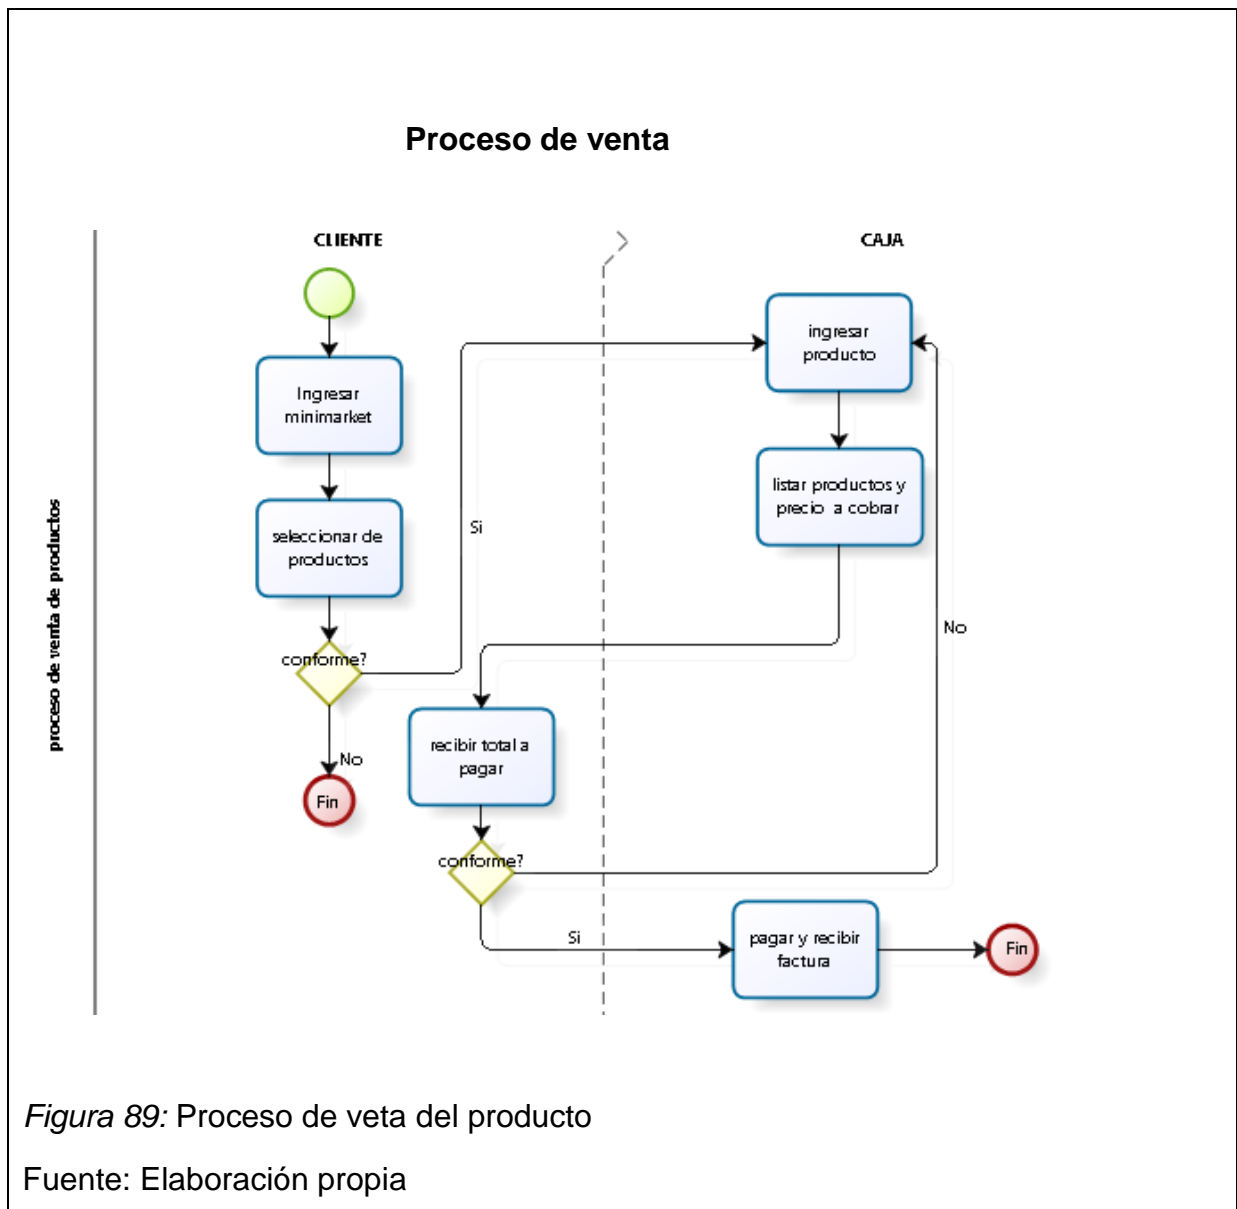 Proceso de venta
CLIENTE
CAJA
proceso de venta de productos
Ingresar
minimarket
seleccionar de
productos
conforme?
Si
No
Fin
ingresar
producto
listar productos y
precio a cobrar
recibir total a
pagar
conforme?
No
Si
pagar y recibir
factura
Fin
Figura 89: Proceso de veta del producto
Fuente: Elaboración propia